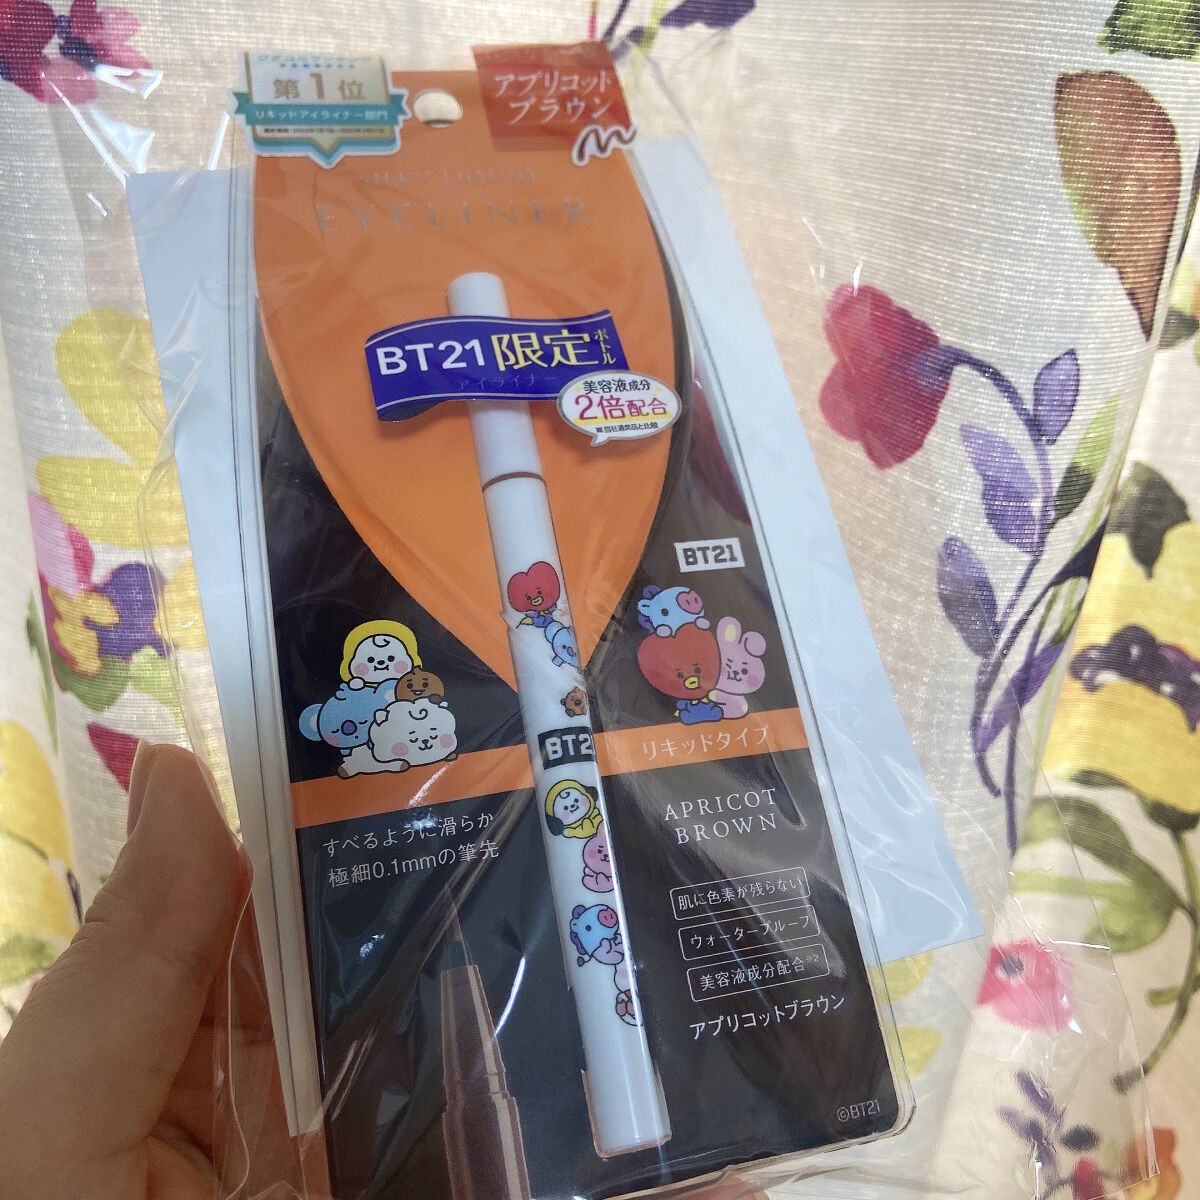 第1位
リキッドアイライナー部門
アプリコット
ブラウン
SILKY LIQUID
EYELINER
BT21 限定 ボトル
アイライナー
美容液成分
2倍配合
BT21
BT2
リキッドタイプ
APRICOT
BROWN
すべるように滑らか
極細0.1mmの筆先
肌に色素が残らない
ウォータープルーフ
美容液成分配合※2
アプリコットブラウン
©BT21